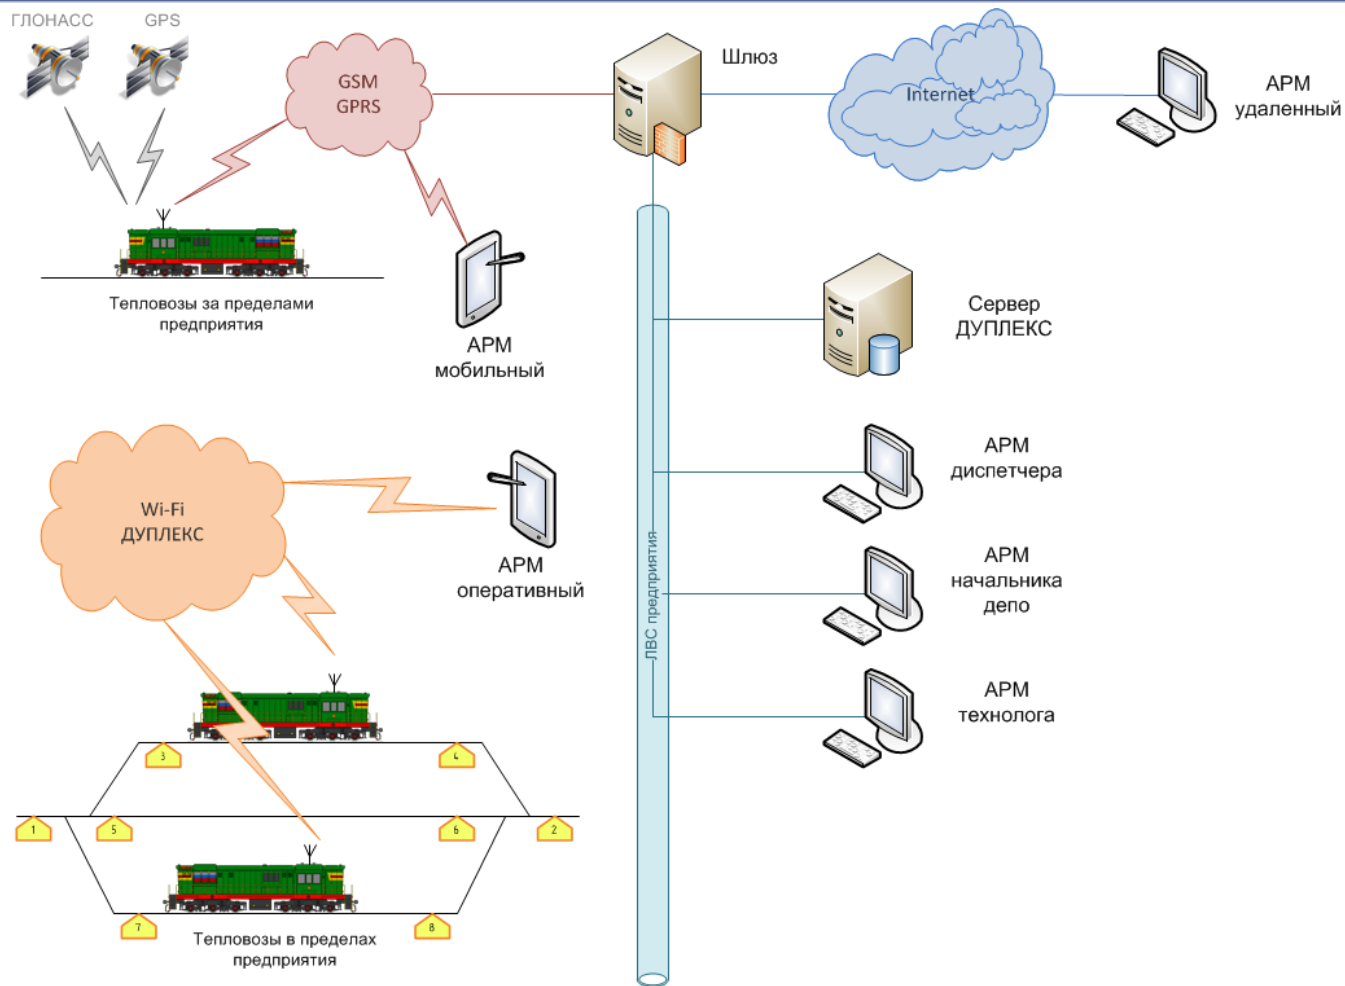 ГЛОНАСС
GPS
GSM
GPRS
Шлюз
Internet
АРМ
удаленный
Тепловозы за пределами
предприятия
АРМ
мобильный
Сервер
ДУПЛЕКС
Wi-Fi
ДУПЛЕКС
АРМ
оперативный
АРМ
диспетчера
ЛВС предприятия
АРМ
начальника
депо
АРМ
технолога
3
4
1
5
6
2
7
8
Тепловозы в пределах
предприятия